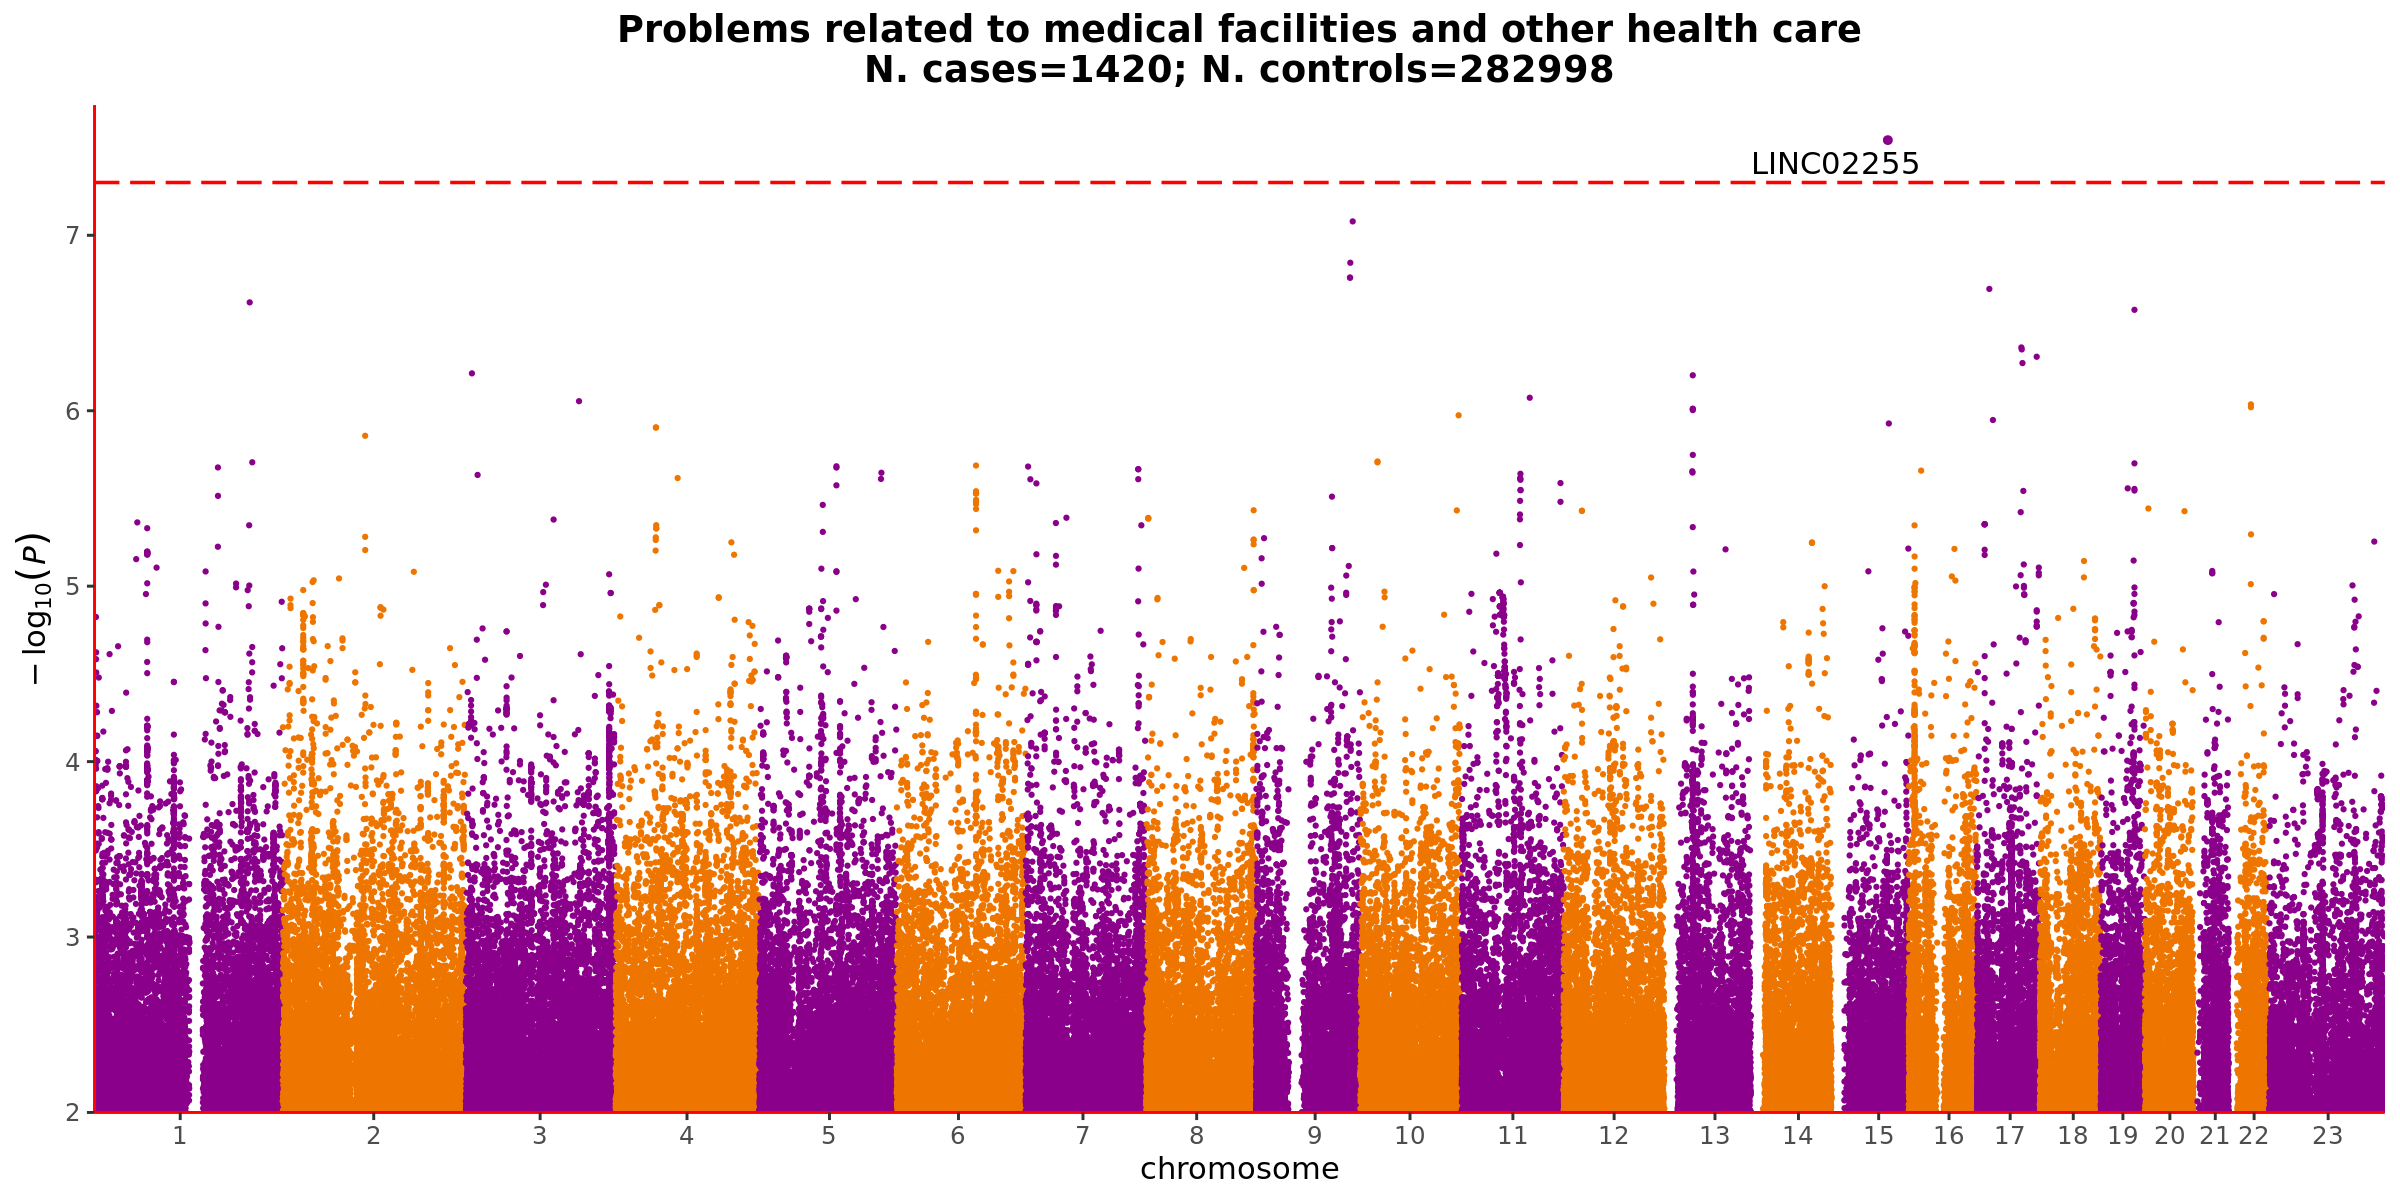 Problems related to medical facilities and other health care
N. cases=1420; N. controls=282998
LINC02255
7
6
5
4
3
2
− log10(P)
1 2 3 4 5 6 7 8 9 10 11 12 13 14 15 16 17 18 19 20 21 22 23
chromosome